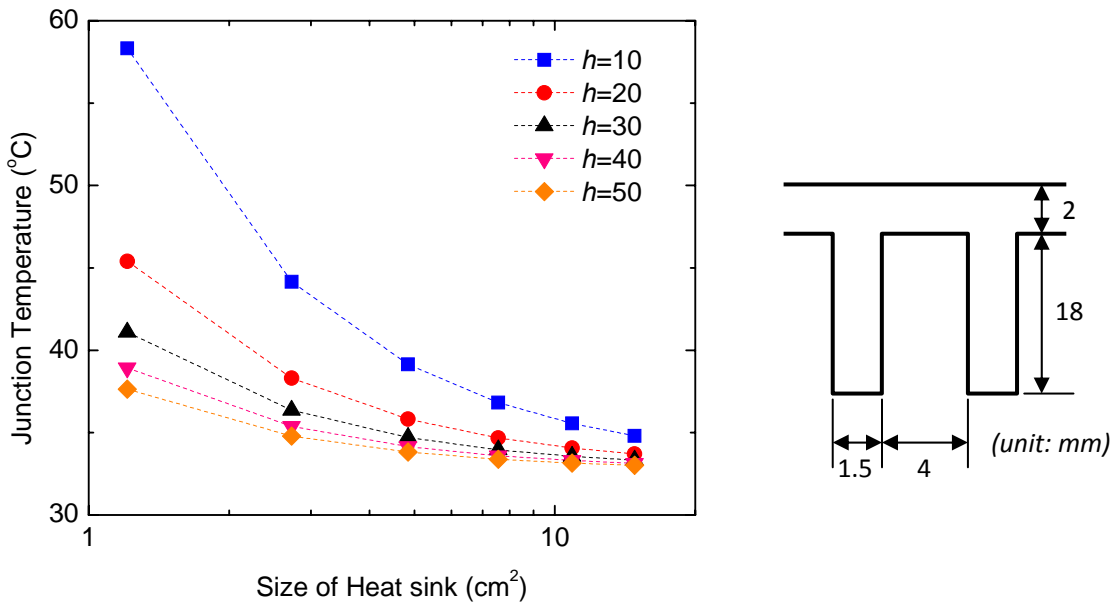 60
50
40
30
1
10
Junction Temperature (°C)
Size of Heat sink (cm²)
h=10
h=20
h=30
h=40
h=50
2
18
1.5
4
(unit: mm)